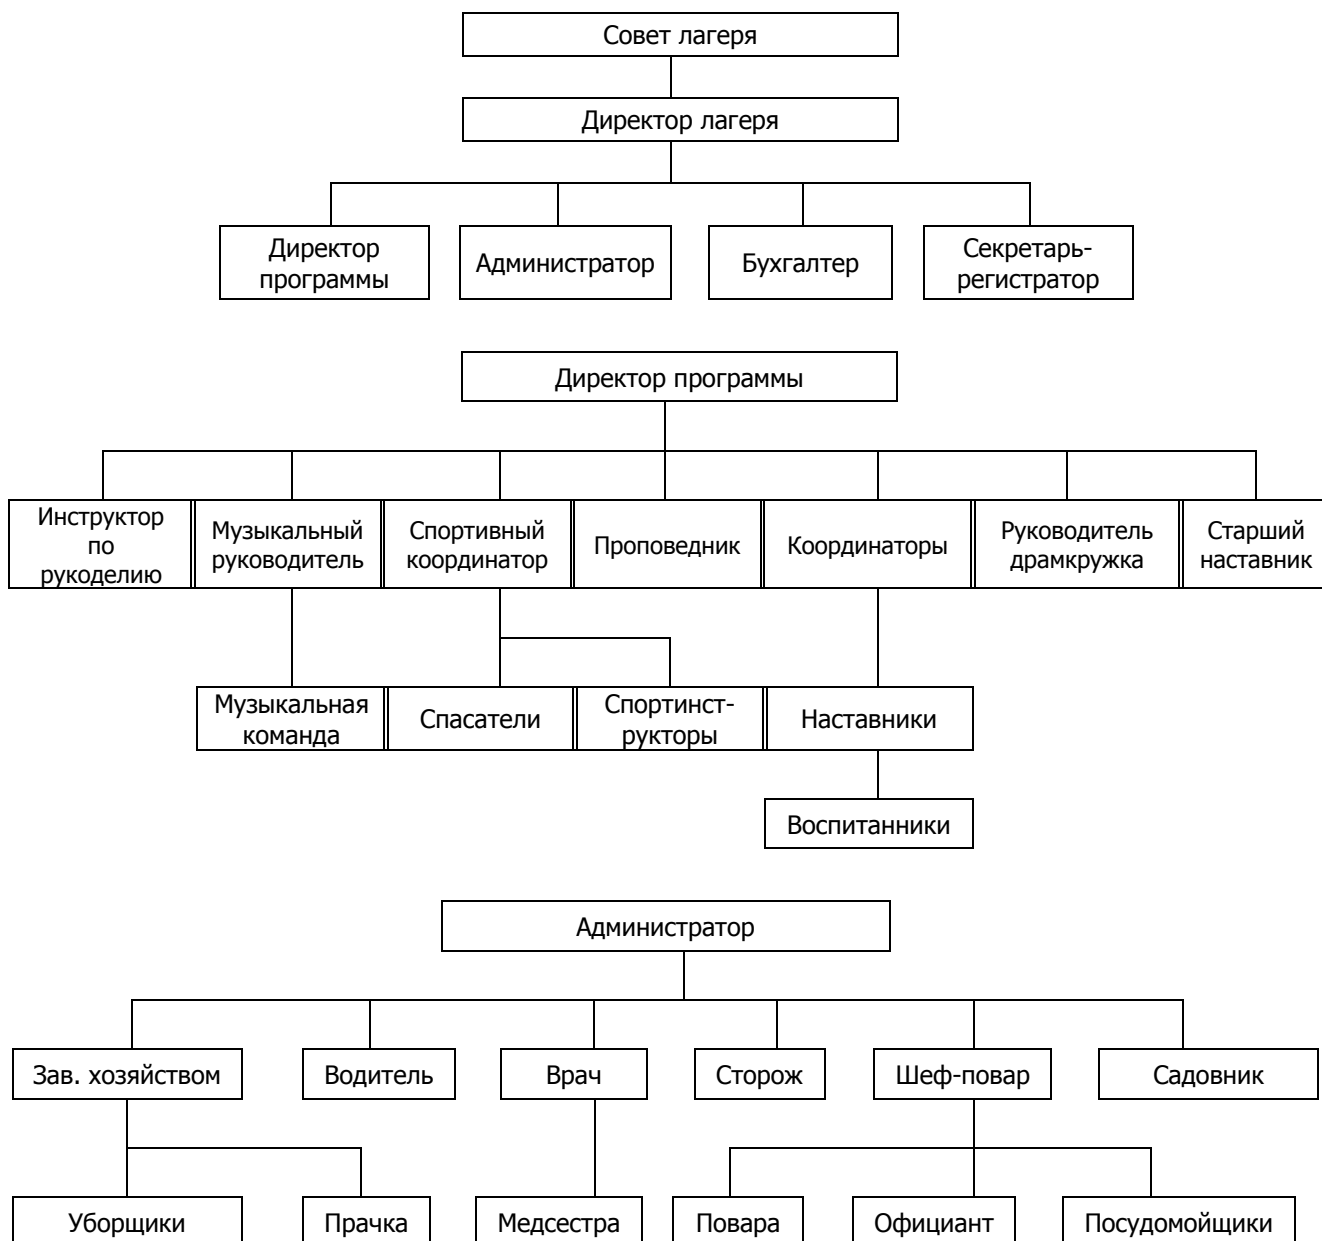 Совет лагеря
Директор лагеря
Директор
программы
Администратор
Бухгалтер
Секретарь-
регистратор
Директор программы
Инструктор
по
рукоделию
Музыкальный
руководитель
Спортивный
координатор
Проповедник
Координаторы
Руководитель
драмкружка
Старший
наставник
Музыкальная
команда
Спасатели
Спортинст-
рукторы
Наставники
Воспитанники
Администратор
Зав. хозяйством
Водитель
Врач
Сторож
Шеф-повар
Садовник
Уборщики
Прачка
Медсестра
Повара
Официант
Посудомойщики